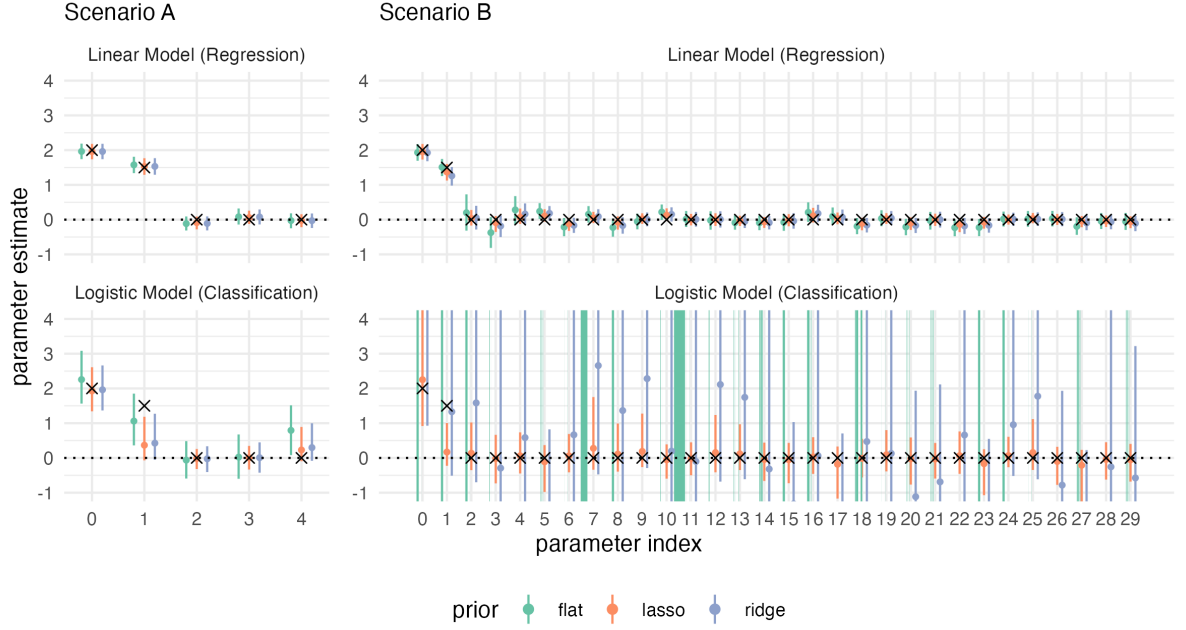 Scenario A
Scenario B
Linear Model (Regression)
Linear Model (Regression)
4
3
2
1
0
-1
4
3
2
1
0
-1
parameter estimate
Logistic Model (Classification)
Logistic Model (Classification)
4
3
2
1
0
-1
4
3
2
1
0
-1
0 1 2 3 4
0 1 2 3 4 5 6 7 8 9 10 11 12 13 14 15 16 17 18 19 20 21 22 23 24 25 26 27 28 29
parameter index
prior flat lasso ridge